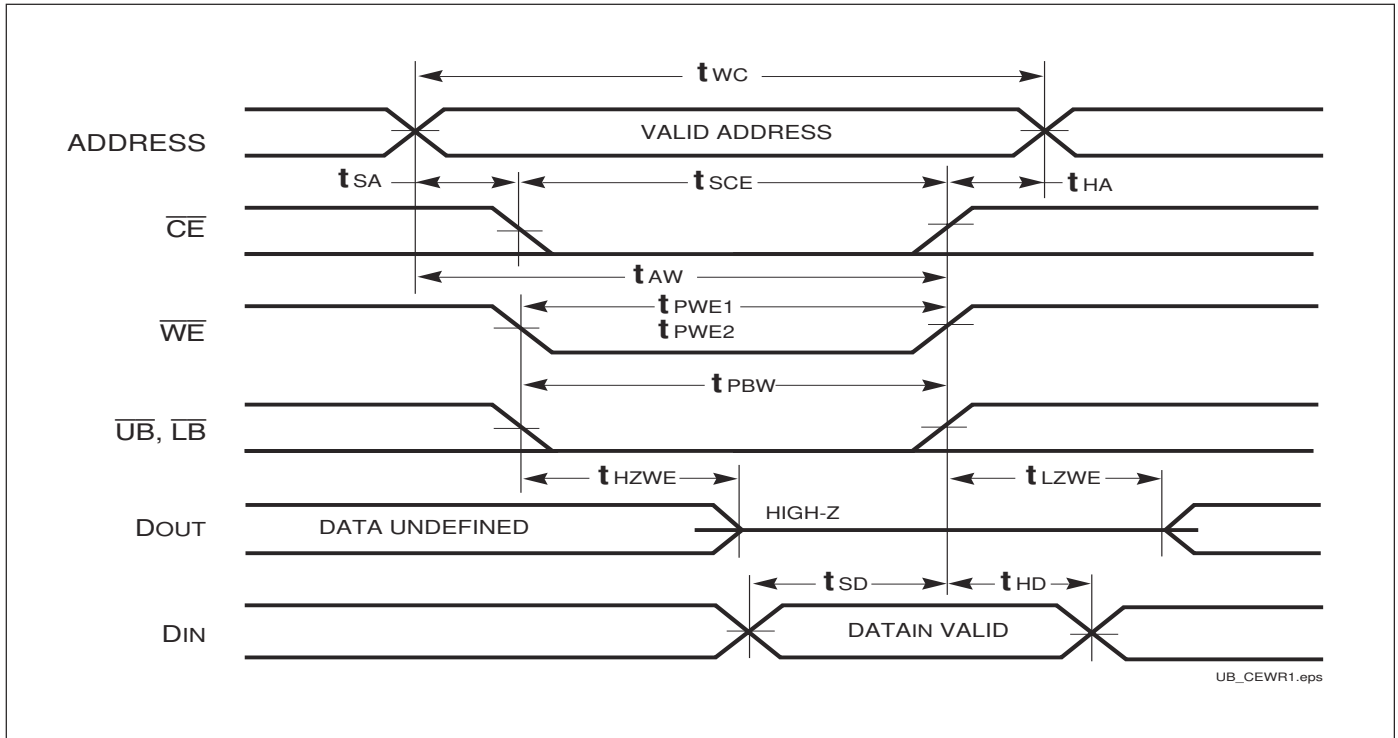 tWC
ADDRESS
VALID ADDRESS
tSA
tSCE
tHA
CE
tAW
tPWE1
WE
tPWE2
tPBW
UB, LB
tHZWE
tLZWE
DOUT
DATA UNDEFINED
HIGH-Z
tSD
tHD
DIN
DATAIN VALID
UB_CEWR1.eps